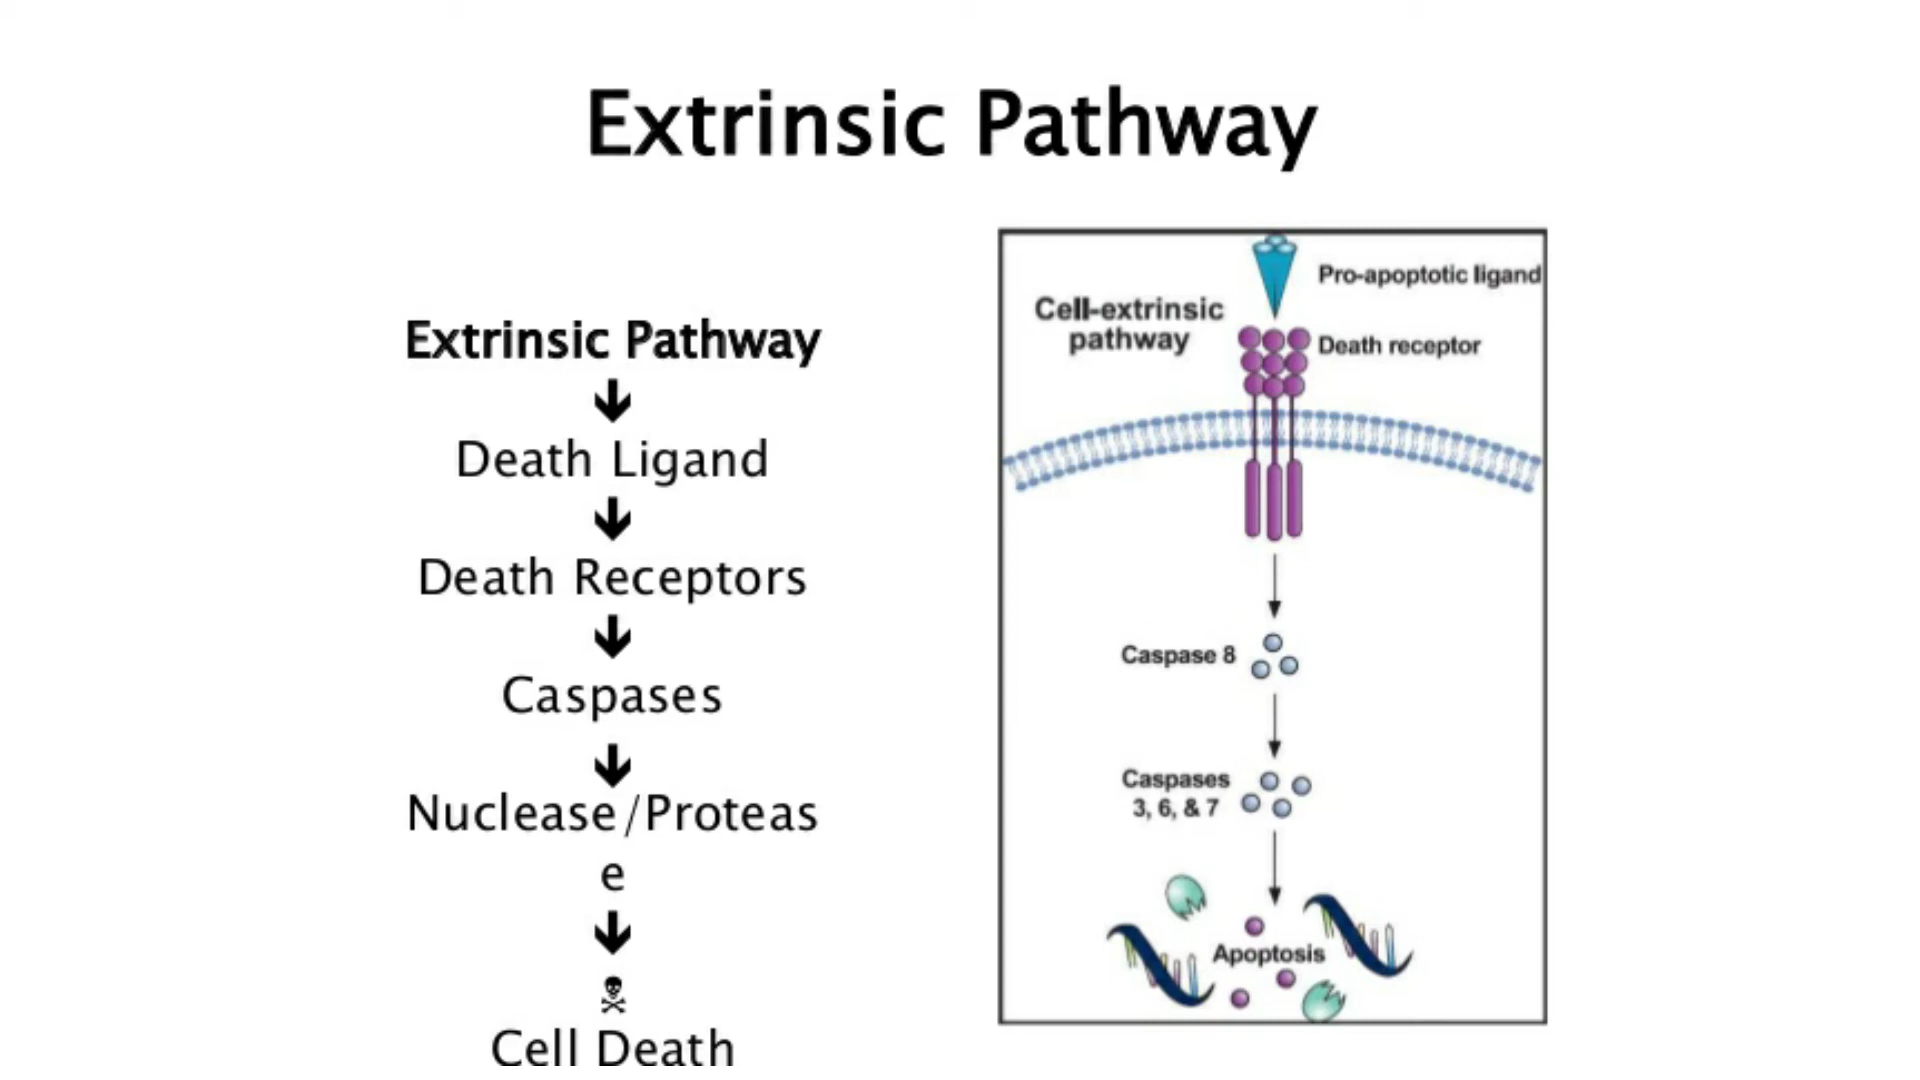 Extrinsic Pathway
Extrinsic Pathway
Death Ligand
Death Receptors
Caspases
Nuclease/Proteas
e
Cell Death
Pro-apoptotic ligand
Cell-extrinsic
pathway
Death receptor
Caspase 8
Caspases
3, 6, & 7
Apoptosis